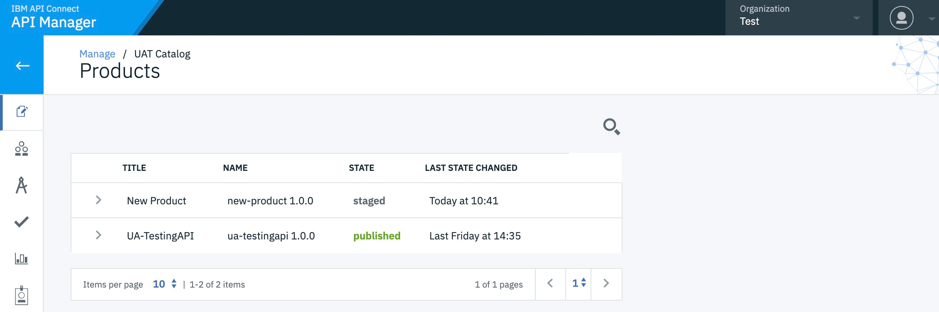 IBM API Connect
API Manager
Organization
Test
Manage / UAT Catalog
Products
TITLE NAME STATE LAST STATE CHANGED
New Product new-product 1.0.0 staged Today at 10:41
UA-TestingAPI ua-testingapi 1.0.0 published Last Friday at 14:35
Items per page 10 | 1-2 of 2 items 1 of 1 pages 1